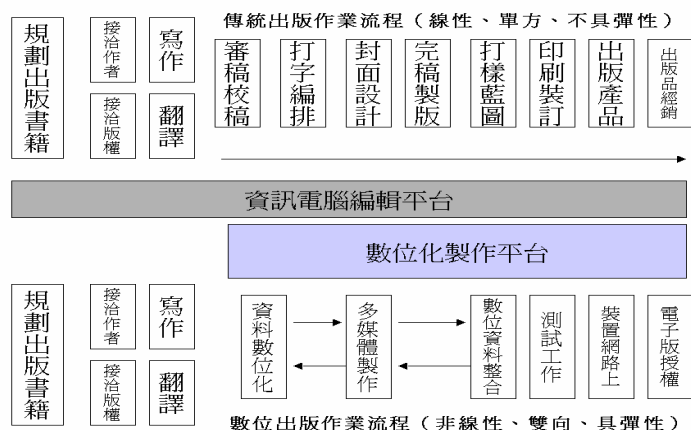 傳統出版作業流程（線性、單方、不具彈性）
規劃出版書籍
接洽作者
寫作
接洽版權
翻譯
審稿校稿
打字編排
封面設計
完稿製版
打樣藍圖
印刷裝訂
出版產品
出版品經銷
資訊電腦編輯平台
數位化製作平台
規劃出版書籍
接洽作者
寫作
接洽版權
翻譯
資料數位化
多媒體製作
數位資料整合
測試工作
裝置網路上
電子版授權
數位出版作業流程（非線性、雙向、具彈性）